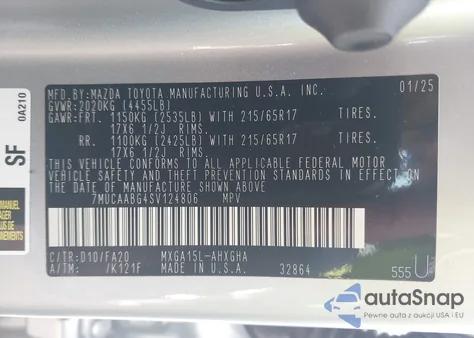 MFD.BY:MAZDA TOYOTA MANUFACTURING U.S.A. INC. 01/25
GVWR:2020KG (4455LB)
GAWR:FRT. 1150KG (2535LB) WITH 215/65R17 TIRES.
17X6 1/2J RIMS.
RR. 1100KG (2425LB) WITH 215/65R17 TIRES.
17X6 1/2J RIMS.
THIS VEHICLE CONFORMS TO ALL APPLICABLE FEDERAL MOTOR
VEHICLE SAFETY AND THEFT PREVENTION STANDARDS IN
EFFECT ON THE DATE OF MANUFACTURE SHOWN ABOVE.
7MUCAABG4SV124806 MPV
C/TR:D10/FA20 MXGA15L-AHXGHA
A/TM: /K121F MADE IN U.S.A. 32864
555U
0A210
SF
autoSnap
Pewne auta z aukcji USA i EU